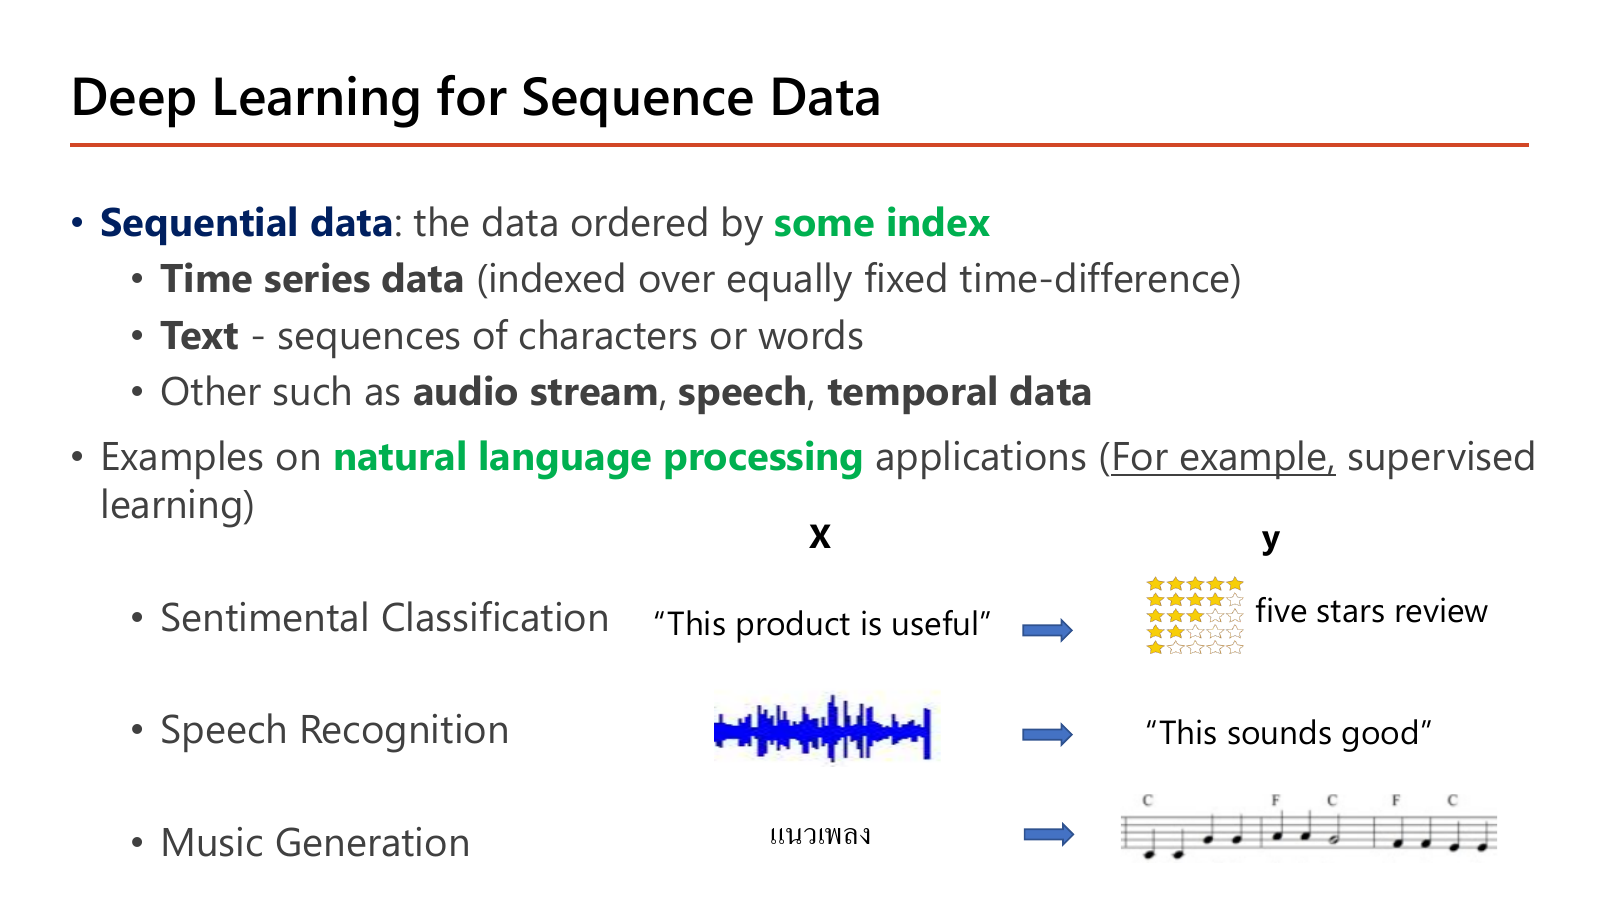 Deep Learning for Sequence Data
• Sequential data: the data ordered by some index
• Time series data (indexed over equally fixed time-difference)
• Text - sequences of characters or words
• Other such as audio stream, speech, temporal data
• Examples on natural language processing applications (For example, supervised
learning)
X y
• Sentimental Classification “This product is useful” five stars review
• Speech Recognition “This sounds good”
C F C F C
• Music Generation แนวเพลง